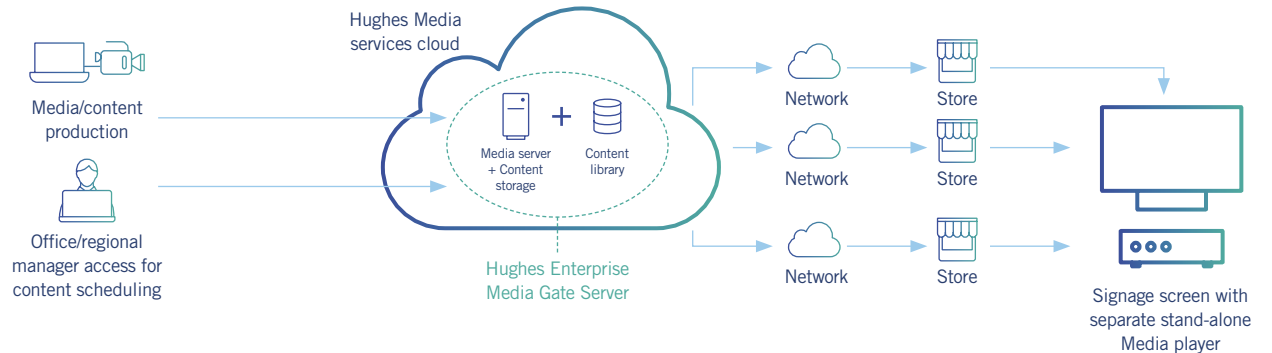 Hughes Media
services cloud
Media/content
production
Office/regional
manager access for
content scheduling
Media server
+ Content
storage
+
Content
library
Hughes Enterprise
Media Gate Server
Network
Store
Network
Store
Network
Store
Signage screen with
separate stand-alone
Media player